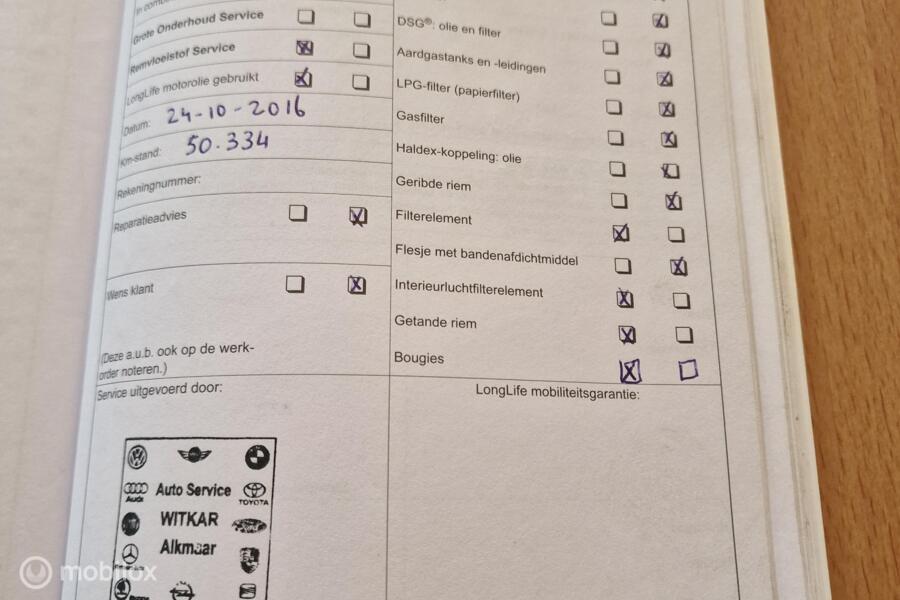 Grote Onderhoud Service
Remvloeistof Service
LongLife motorolie gebruikt
Datum: 24-10-2016
Km-stand: 50.334
Rekeningnummer:
Reparatieadvies
Wens klant
(Deze a.u.b. ook op de werk-
order noteren.)
Service uitgevoerd door:
Auto Service
WITKAR
Alkmaar
Audi
TOYOTA
DSG®: olie en filter
Aardgastanks en -leidingen
LPG-filter (papierfilter)
Gasfilter
Haldex-koppeling: olie
Geribde riem
Filterelement
Flesje met bandenafdichtmiddel
Interieurluchtfilterelement
Getande riem
Bougies
LongLife mobiliteitsgarantie:
mobilox